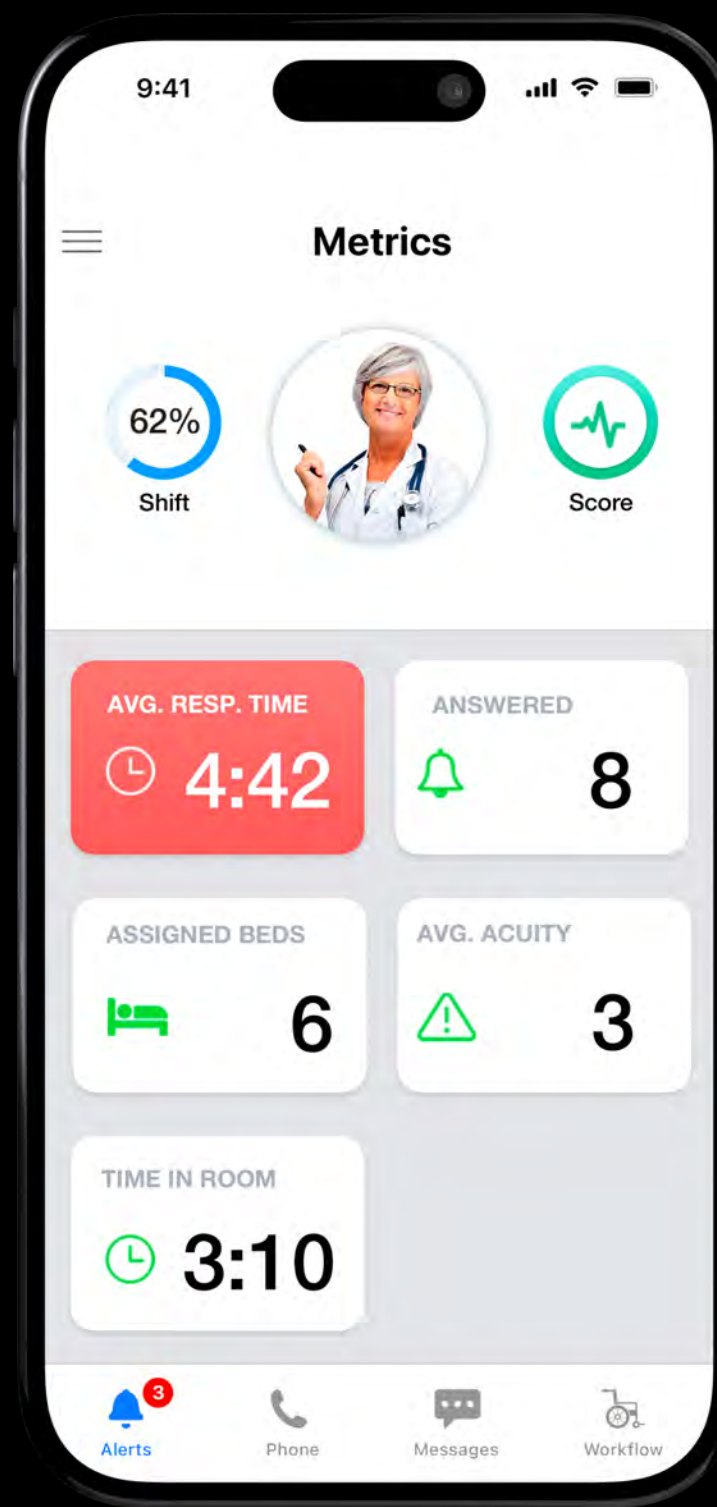 9:41
Metrics
62%
Shift
Score
AVG. RESP. TIME
4:42
ANSWERED
8
ASSIGNED BEDS
6
AVG. ACUITY
3
TIME IN ROOM
3:10
3
Alerts
Phone
Messages
Workflow